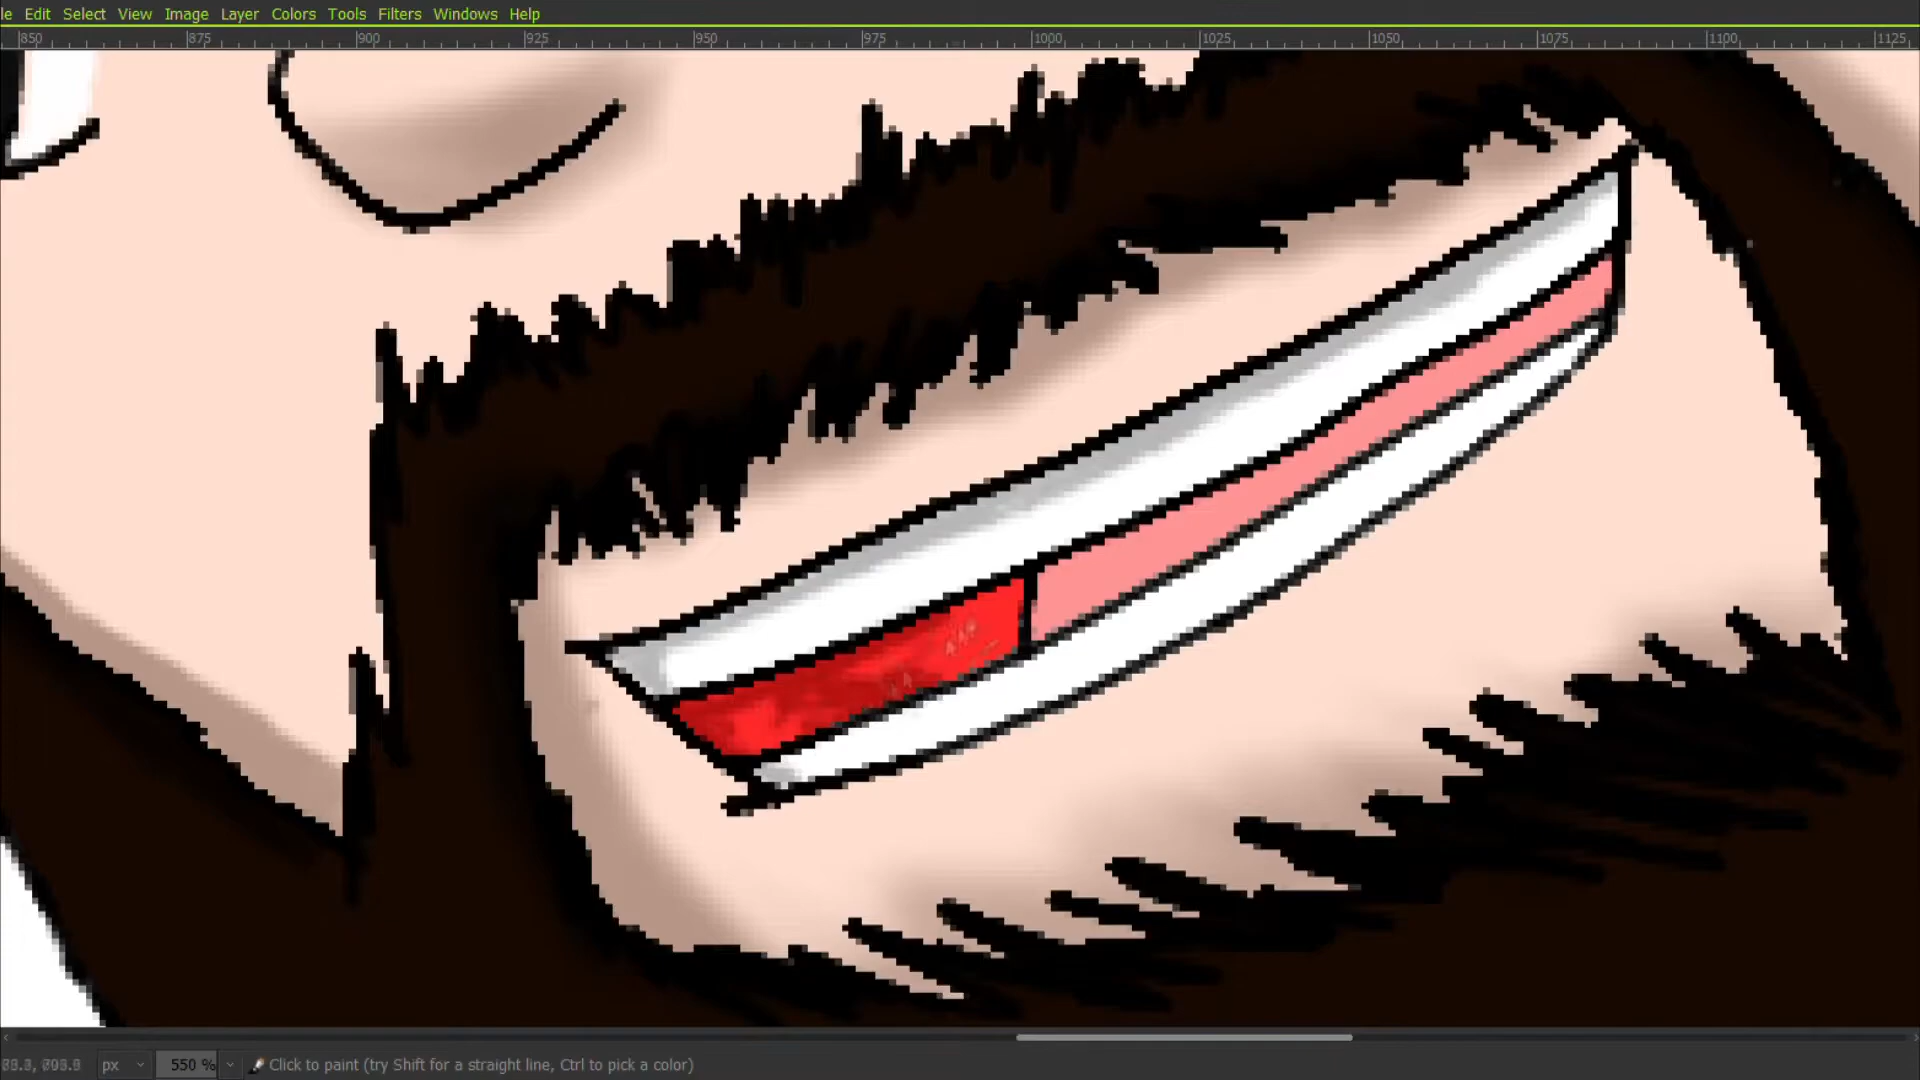 le Edit Select View Image Layer Colors Tools Filters Windows Help
850 875 900 925 950 975 1000 1025 1050 1075 1100 1125
px 550 % Click to paint (try Shift for a straight line, Ctrl to pick a color)